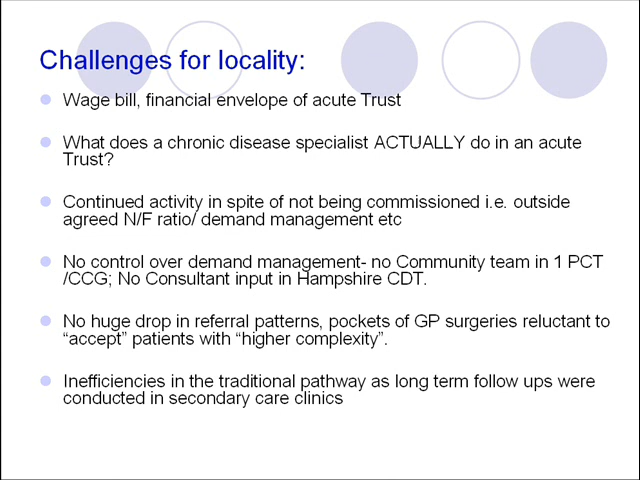 Challenges for locality:
Wage bill, financial envelope of acute Trust
What does a chronic disease specialist ACTUALLY do in an acute
Trust?
Continued activity in spite of not being commissioned i.e. outside
agreed N/F ratio/ demand management etc
No control over demand management- no Community team in 1 PCT
/CCG; No Consultant input in Hampshire CDT.
No huge drop in referral patterns, pockets of GP surgeries reluctant to
“accept” patients with “higher complexity”.
Inefficiencies in the traditional pathway as long term follow ups were
conducted in secondary care clinics